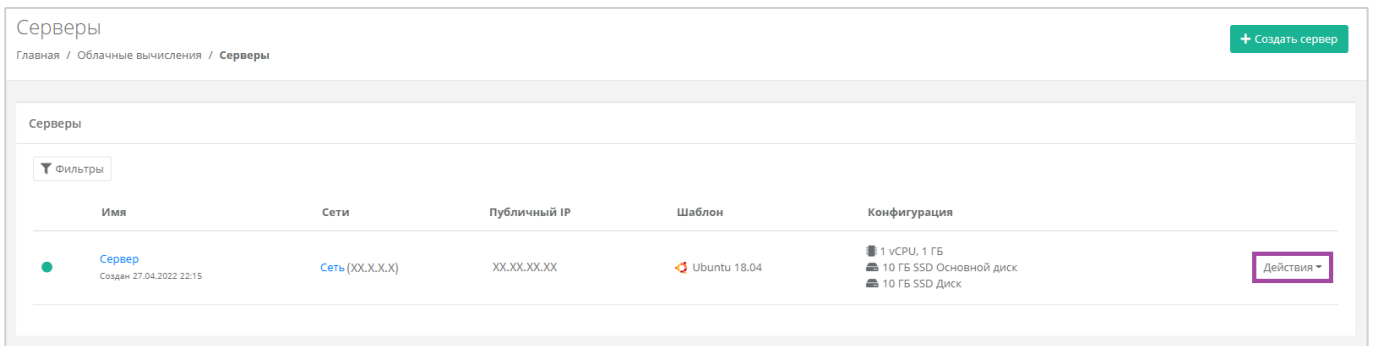 Серверы
Главная / Облачные вычисления / Серверы
+ Создать сервер
Серверы
Фильтры
Имя Сети Публичный IP Шаблон Конфигурация
Сервер
Создан 27.04.2022 22:15
Сеть (XX.X.X.X)
XX.XX.XX.XX
Ubuntu 18.04
1 vCPU, 1 ГБ
10 ГБ SSD Основной диск
10 ГБ SSD Диск
Действия